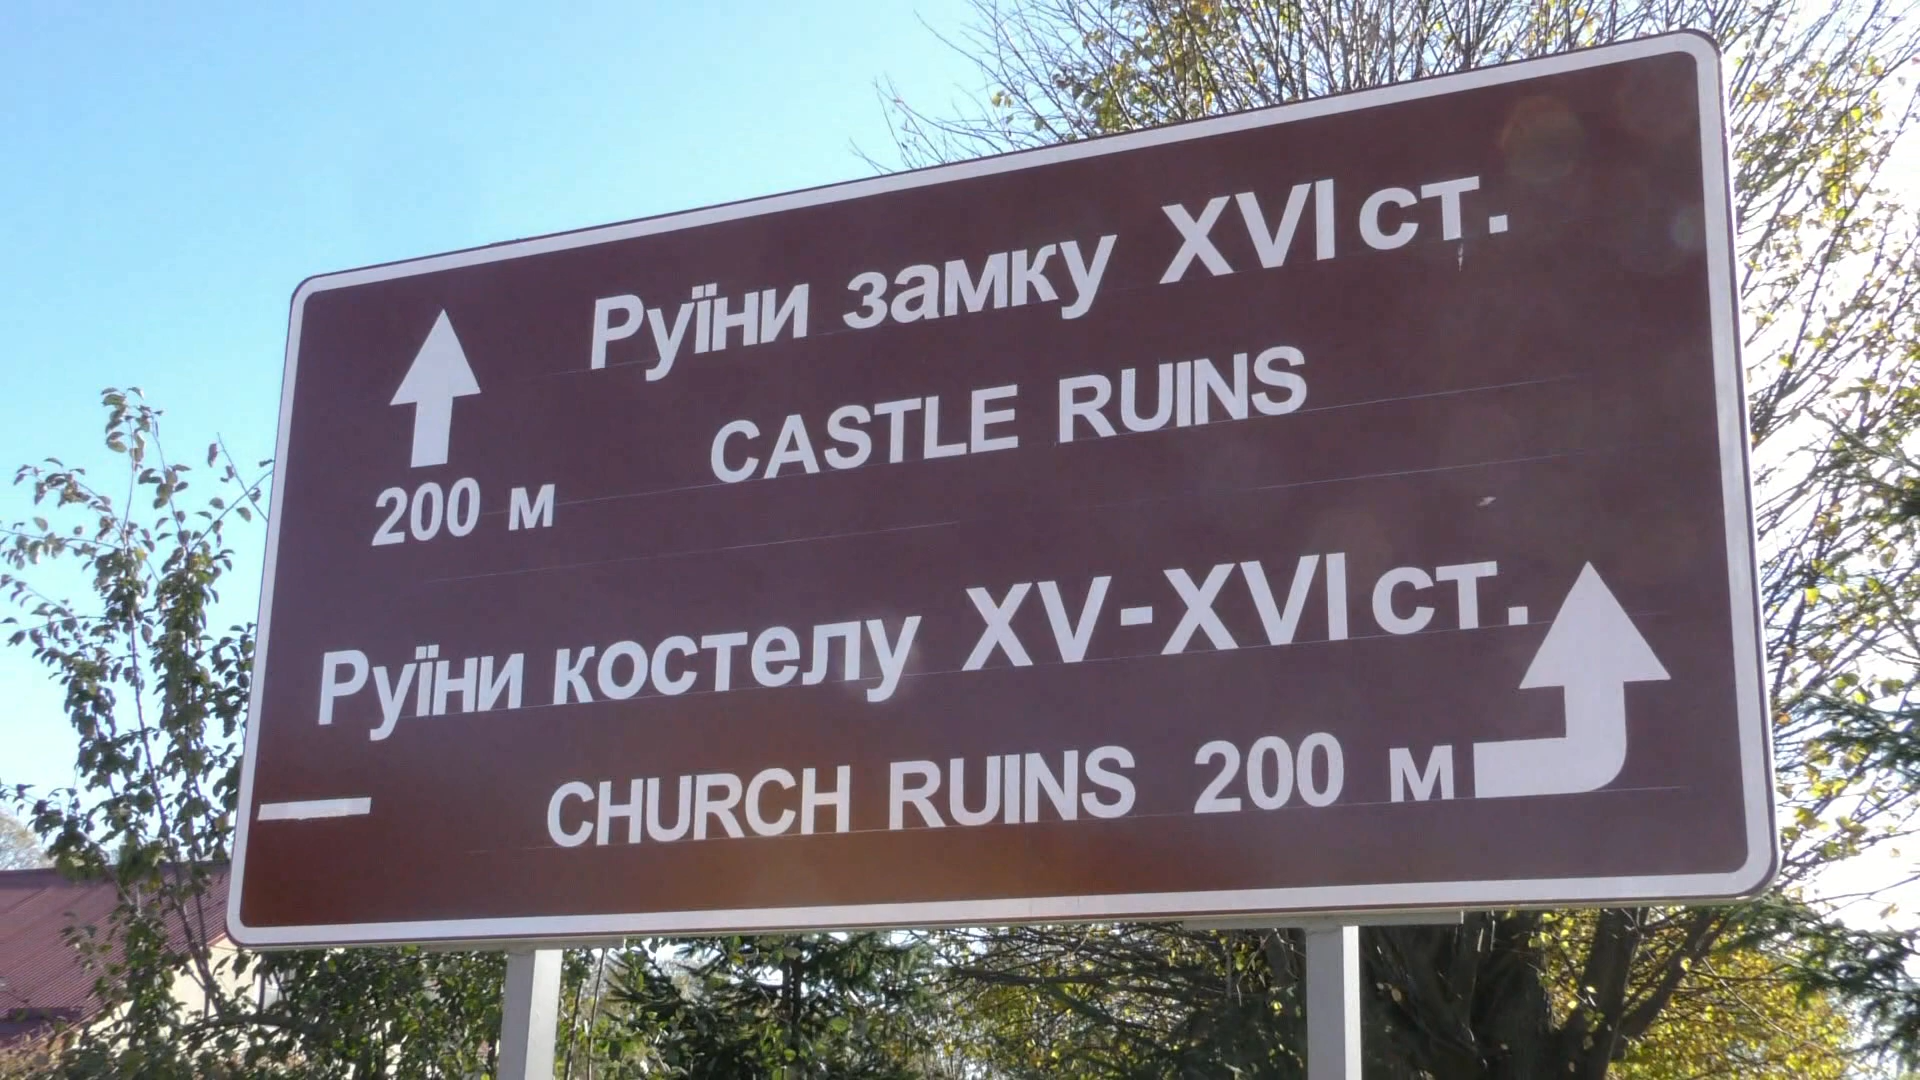 Руїни замку XVI ст.
CASTLE RUINS
200 м
Руїни костелу XV-XVI ст.
CHURCH RUINS 200 м